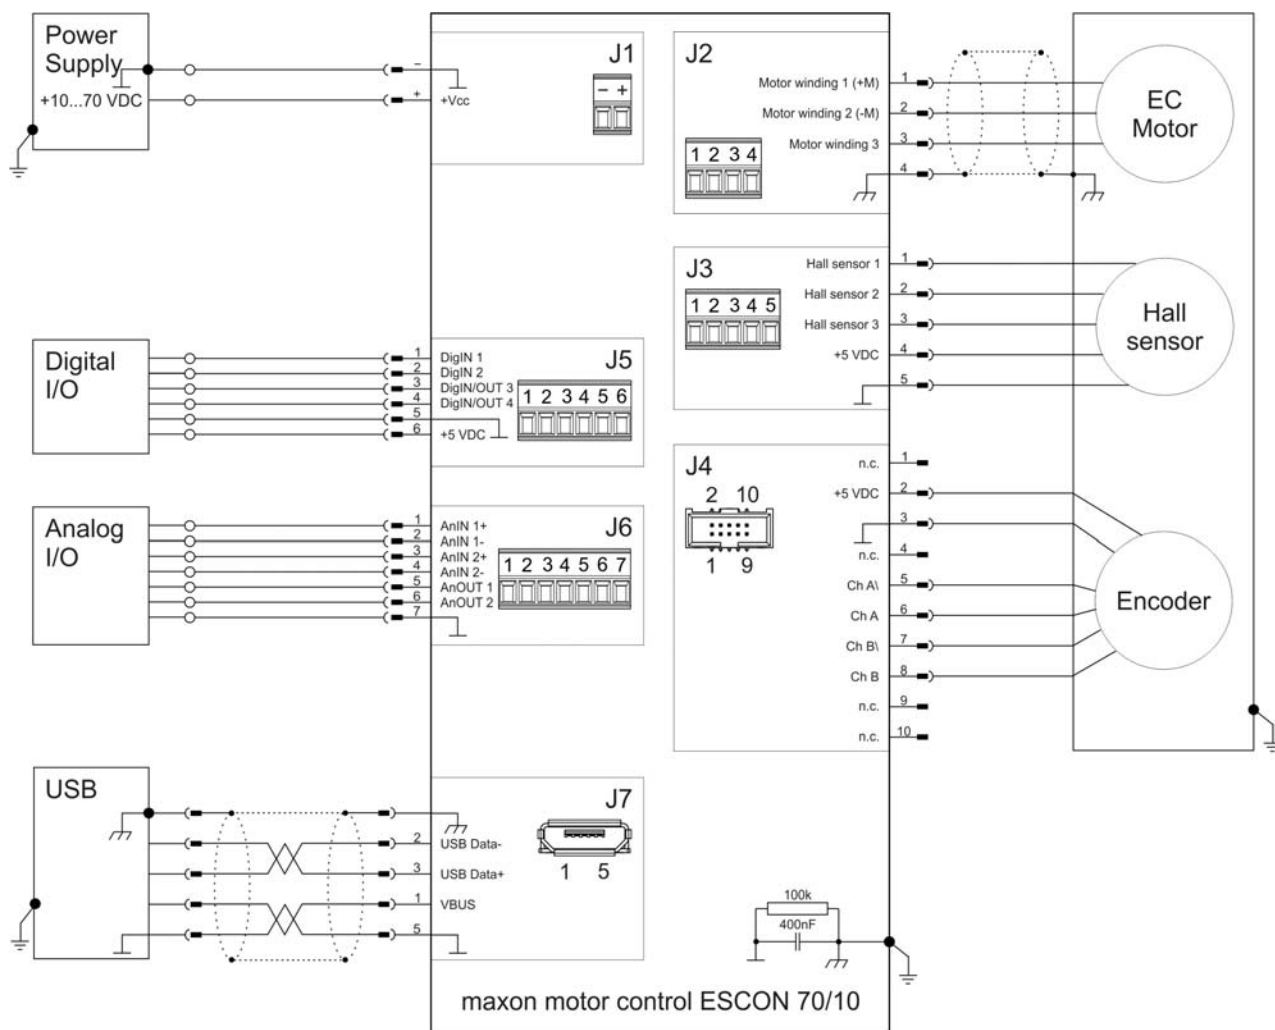 Power
Supply
+10...70 VDC
−
+
+Vcc
J1
− +
J2
Motor winding 1 (+M)
1
Motor winding 2 (-M)
2
Motor winding 3
3
4
1 2 3 4
EC
Motor
J3
Hall sensor 1
1
Hall sensor 2
2
Hall sensor 3
3
+5 VDC
4
5
1 2 3 4 5
Hall
sensor
Digital
I/O
1
DigIN 1
2
DigIN 2
3
DigIN/OUT 3
4
DigIN/OUT 4
5
6
+5 VDC
J5
1 2 3 4 5 6
J4
2 10
1 9
n.c.
1
+5 VDC
2
3
n.c.
4
Ch A\
5
Ch A
6
Ch B\
7
Ch B
8
n.c.
9
n.c.
10
Encoder
Analog
I/O
1
AnIN 1+
2
AnIN 1-
3
AnIN 2+
4
AnIN 2-
5
AnOUT 1
6
AnOUT 2
7
J6
1 2 3 4 5 6 7
USB
2
USB Data-
3
USB Data+
1
VBUS
5
J7
1 5
100k
400nF
maxon motor control ESCON 70/10